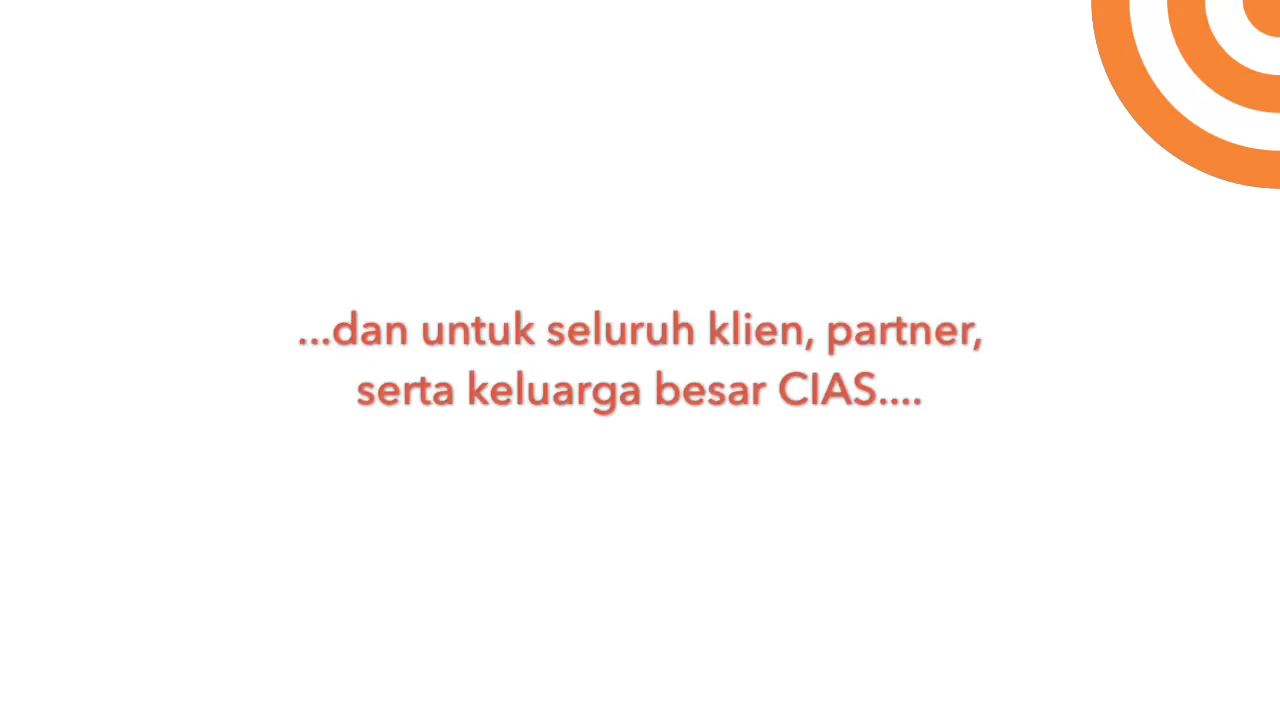 ...dan untuk seluruh klien, partner,
serta keluarga besar CIAS....